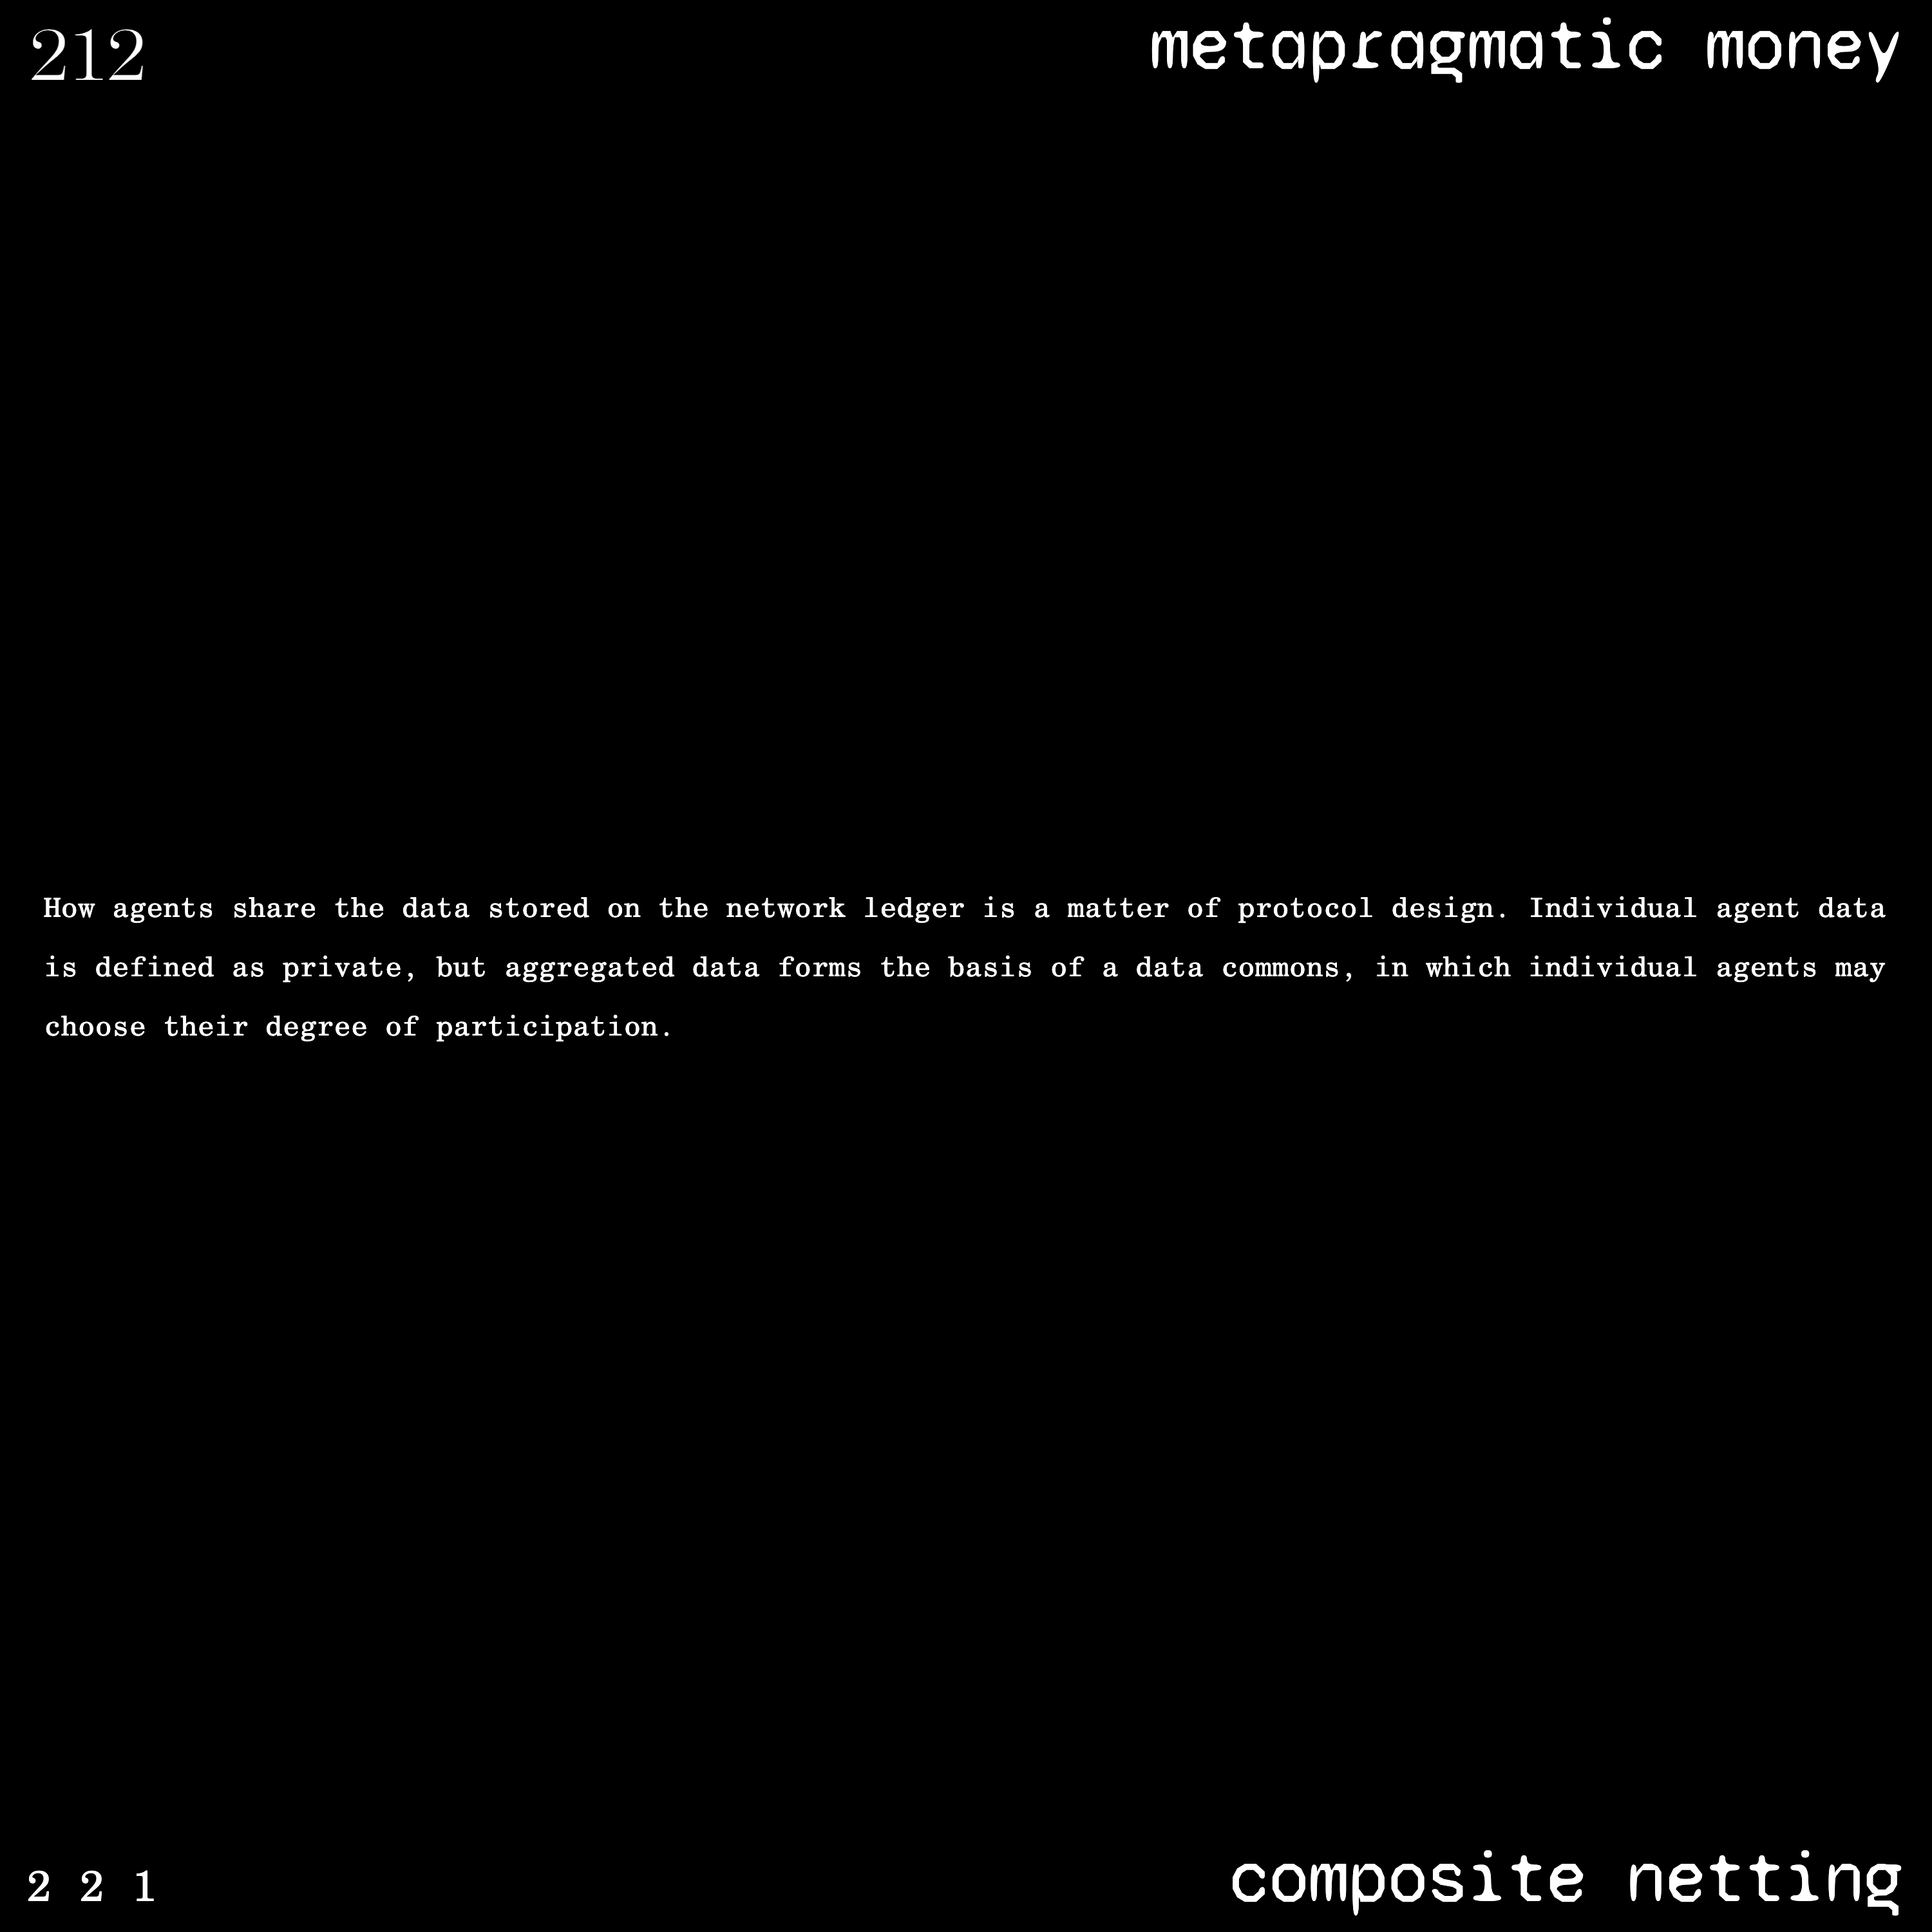 212
metapragmatic money
How agents share the data stored on the network ledger is a matter of protocol design. Individual agent data
is defined as private, but aggregated data forms the basis of a data commons, in which individual agents may
choose their degree of participation.
2 2 1
composite netting